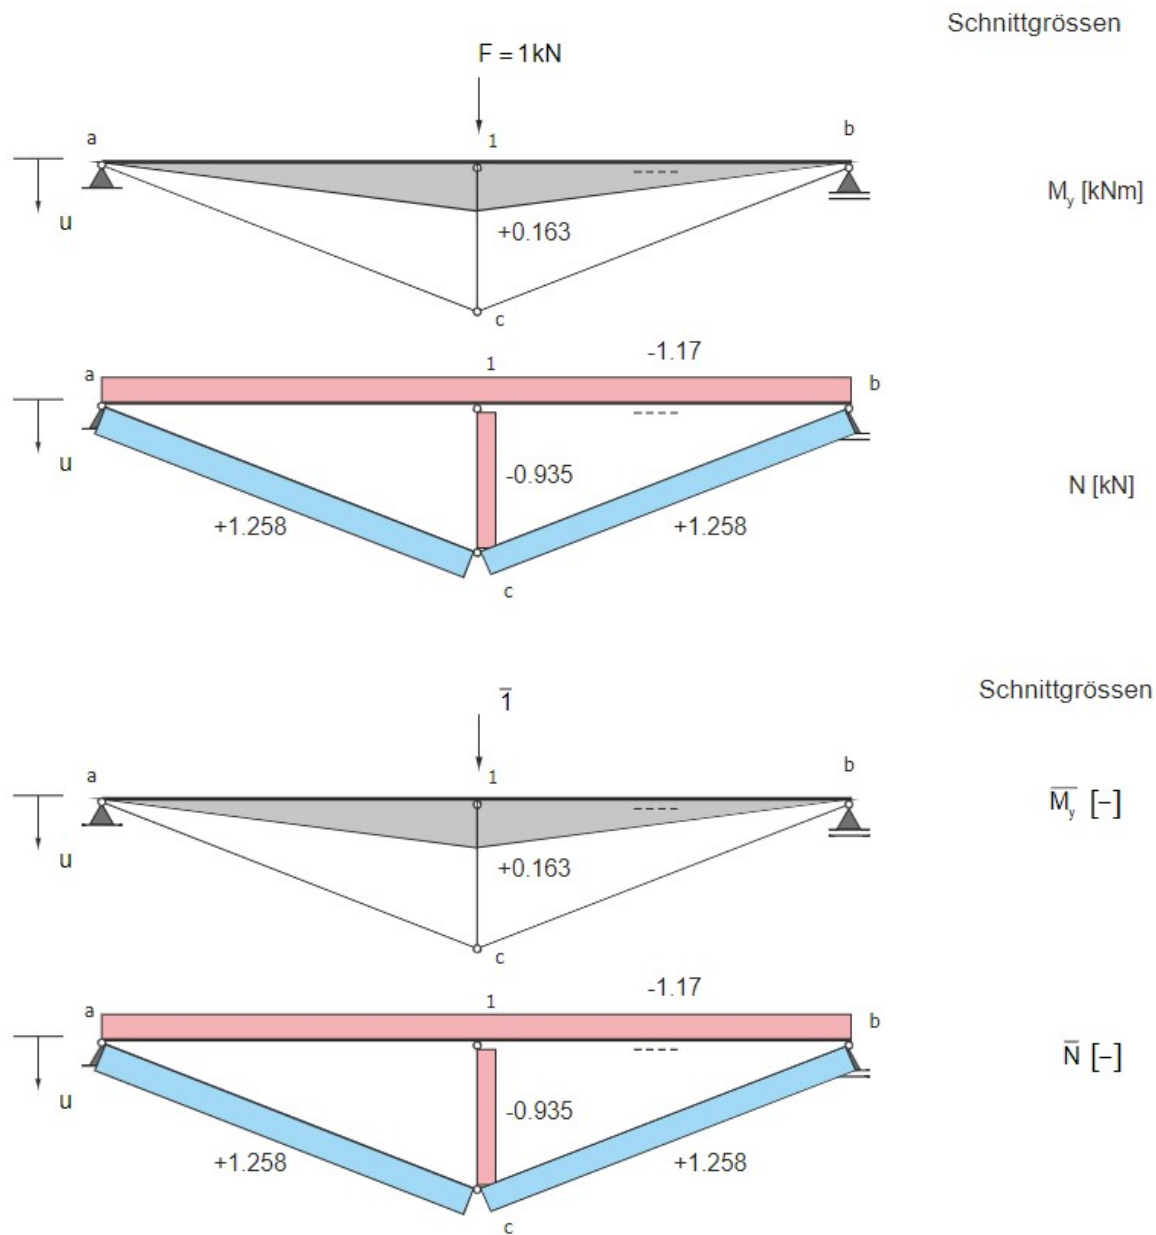 Schnittgrössen
F = 1kN
a
1
b
u
+0.163
M_y [kNm]
c
-1.17
a
1
b
u
-0.935
N [kN]
+1.258
+1.258
c
Schnittgrössen
1̅
a
1
b
M̅_y [–]
u
+0.163
c
-1.17
a
1
b
N̅ [–]
u
-0.935
+1.258
+1.258
c